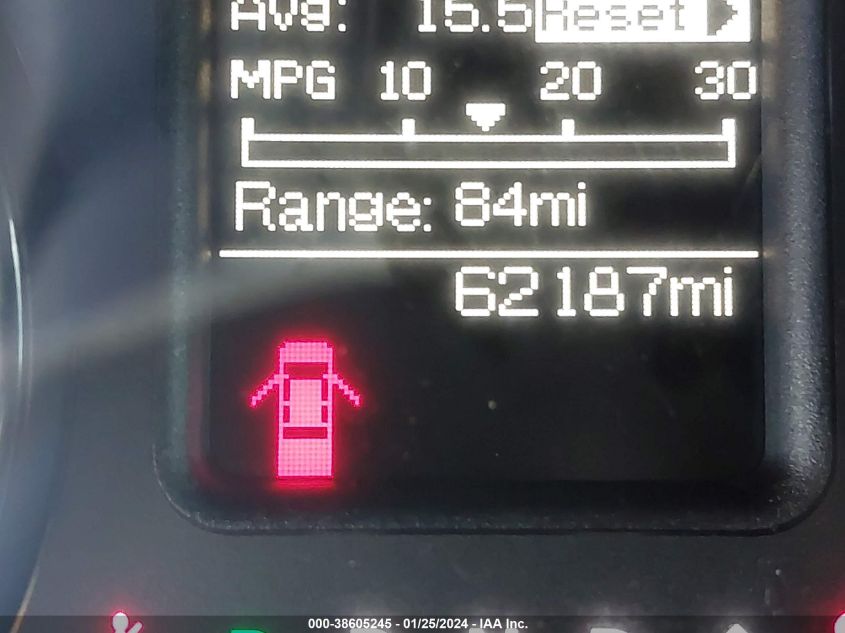 Avg: 15.5 Reset
MPG 10 20 30
Range: 84mi
62187mi
000-38605245 - 01/25/2024 - IAA Inc.